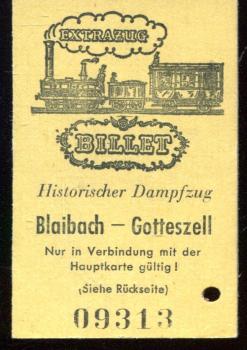 EXTRAZUG
BILLET
Historischer Dampfzug
Blaibach — Gotteszell
Nur in Verbindung mit der
Hauptkarte gültig!
(Siehe Rückseite)
09313